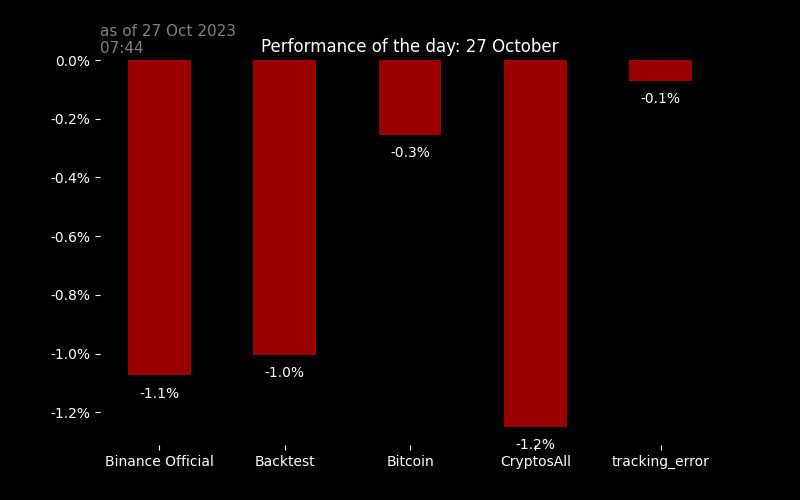 as of 27 Oct 2023
07:44
Performance of the day: 27 October
0.0%
-0.2%
-0.4%
-0.6%
-0.8%
-1.0%
-1.2%
-1.1%
-1.0%
-0.3%
-1.2%
-0.1%
Binance Official
Backtest
Bitcoin
CryptosAll
tracking_error